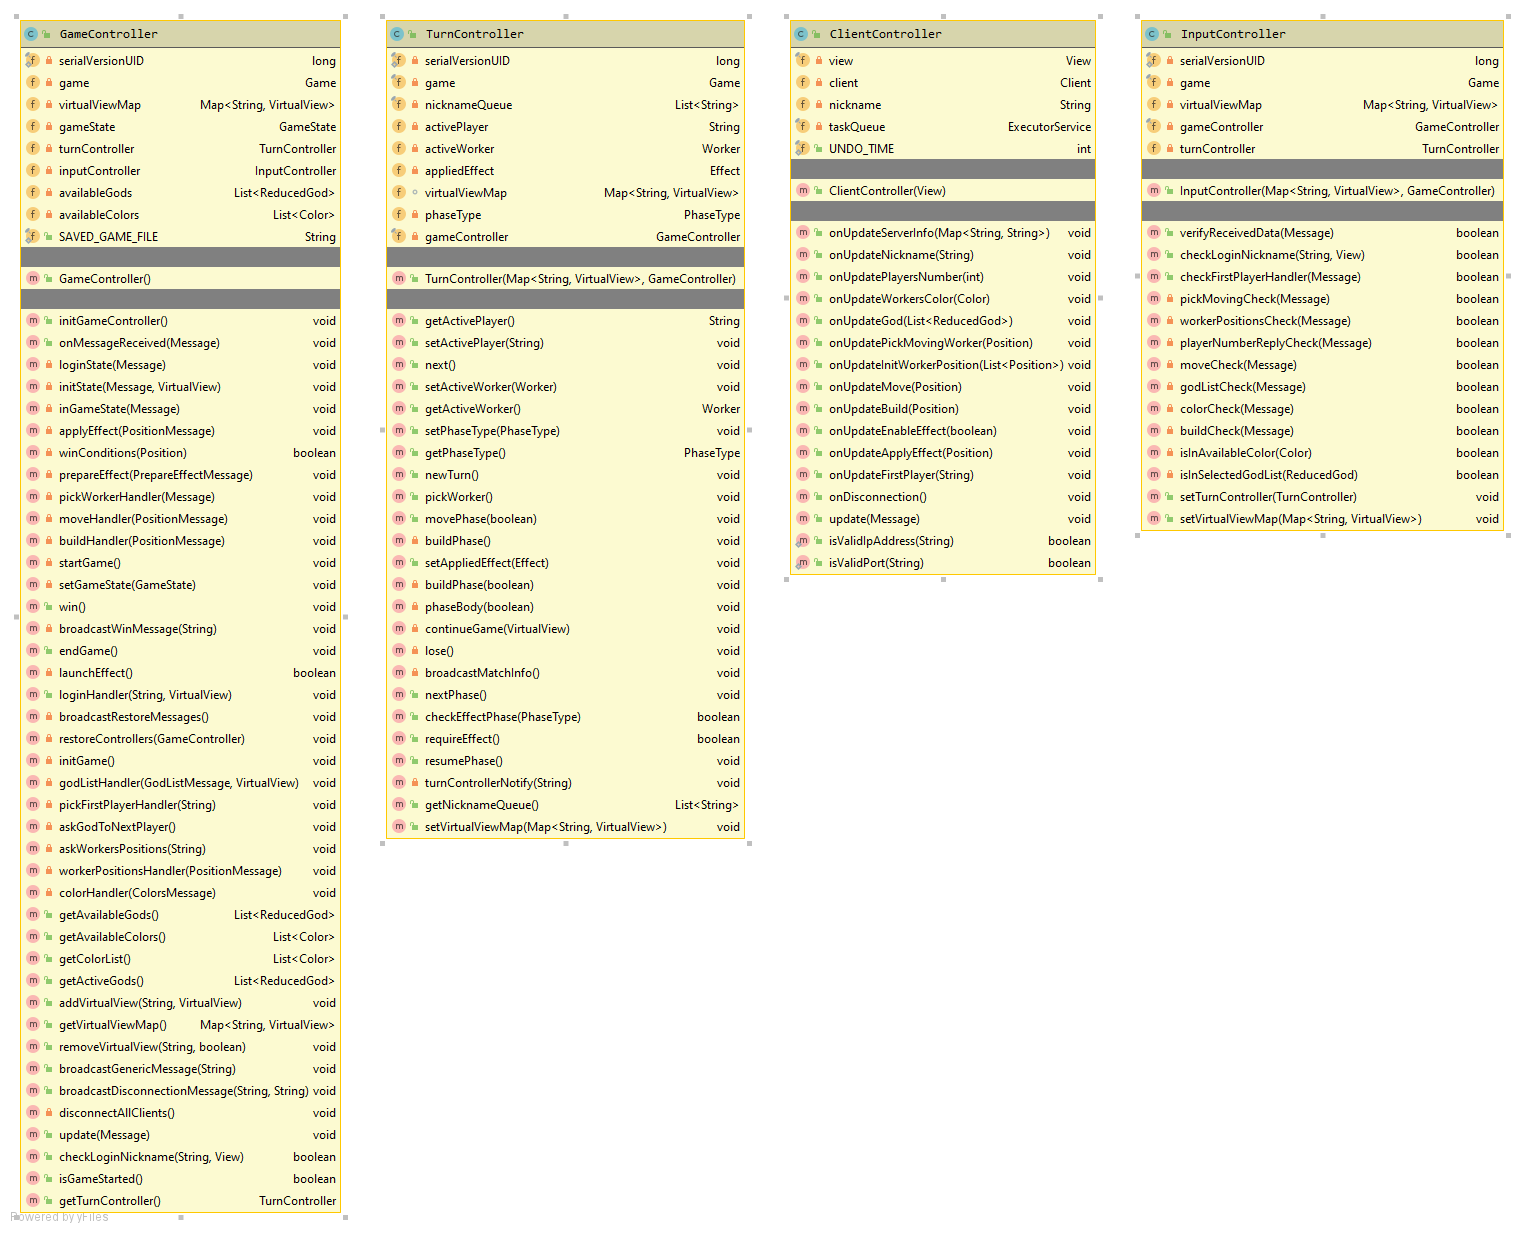 GameController
serialVersionUID long
game Game
virtualViewMap Map<String, VirtualView>
gameState GameState
turnController TurnController
inputController InputController
availableGods List<ReducedGod>
availableColors List<Color>
SAVED_GAME_FILE String
GameController()
initGameController() void
onMessageReceived(Message) void
loginState(Message) void
initState(Message, VirtualView) void
inGameState(Message) void
applyEffect(PositionMessage) void
winConditions(Position) boolean
prepareEffect(PrepareEffectMessage) void
pickWorkerHandler(Message) void
moveHandler(PositionMessage) void
buildHandler(PositionMessage) void
startGame() void
setGameState(GameState) void
win() void
broadcastWinMessage(String) void
endGame() void
launchEffect() boolean
loginHandler(String, VirtualView) void
broadcastRestoreMessages() void
restoreControllers(GameController) void
initGame() void
godListHandler(GodListMessage, VirtualView) void
pickFirstPlayerHandler(String) void
askGodToNextPlayer() void
askWorkersPositions(String) void
workerPositionsHandler(PositionMessage) void
colorHandler(ColorsMessage) void
getAvailableGods() List<ReducedGod>
getAvailableColors() List<Color>
getColorList() List<Color>
getActiveGods() List<ReducedGod>
addVirtualView(String, VirtualView) void
getVirtualViewMap() Map<String, VirtualView>
removeVirtualView(String, boolean) void
broadcastGenericMessage(String) void
broadcastDisconnectionMessage(String, String) void
disconnectAllClients() void
update(Message) void
checkLoginNickname(String, View) boolean
isGameStarted() boolean
getTurnController() TurnController
Powered by yFiles
TurnController
serialVersionUID long
game Game
nicknameQueue List<String>
activePlayer String
activeWorker Worker
appliedEffect Effect
virtualViewMap Map<String, VirtualView>
phaseType PhaseType
gameController GameController
TurnController(Map<String, VirtualView>, GameController)
getActivePlayer() String
setActivePlayer(String) void
next() void
setActiveWorker(Worker) void
getActiveWorker() Worker
setPhaseType(PhaseType) void
getPhaseType() PhaseType
newTurn() void
pickWorker() void
movePhase(boolean) void
buildPhase() void
setAppliedEffect(Effect) void
buildPhase(boolean) void
phaseBody(boolean) void
continueGame(VirtualView) void
lose() void
broadcastMatchInfo() void
nextPhase() void
checkEffectPhase(PhaseType) boolean
requireEffect() boolean
resumePhase() void
turnControllerNotify(String) void
getNicknameQueue() List<String>
setVirtualViewMap(Map<String, VirtualView>) void
ClientController
view View
client Client
nickname String
taskQueue ExecutorService
UNDO_TIME int
ClientController(View)
onUpdateServerInfo(Map<String, String>) void
onUpdateNickname(String) void
onUpdatePlayersNumber(int) void
onUpdateWorkersColor(Color) void
onUpdateGod(List<ReducedGod>) void
onUpdatePickMovingWorker(Position) void
onUpdateInitWorkerPosition(List<Position>) void
onUpdateMove(Position) void
onUpdateBuild(Position) void
onUpdateEnableEffect(boolean) void
onUpdateApplyEffect(Position) void
onUpdateFirstPlayer(String) void
onDisconnection() void
update(Message) void
isValidIpAddress(String) boolean
isValidPort(String) boolean
InputController
serialVersionUID long
game Game
virtualViewMap Map<String, VirtualView>
gameController GameController
turnController TurnController
InputController(Map<String, VirtualView>, GameController)
verifyReceivedData(Message) boolean
checkLoginNickname(String, View) boolean
checkFirstPlayerHandler(Message) boolean
pickMovingCheck(Message) boolean
workerPositionsCheck(Message) boolean
playerNumberReplyCheck(Message) boolean
moveCheck(Message) boolean
godListCheck(Message) boolean
colorCheck(Message) boolean
buildCheck(Message) boolean
isInAvailableColor(Color) boolean
isInSelectedGodList(ReducedGod) boolean
setTurnController(TurnController) void
setVirtualViewMap(Map<String, VirtualView>) void